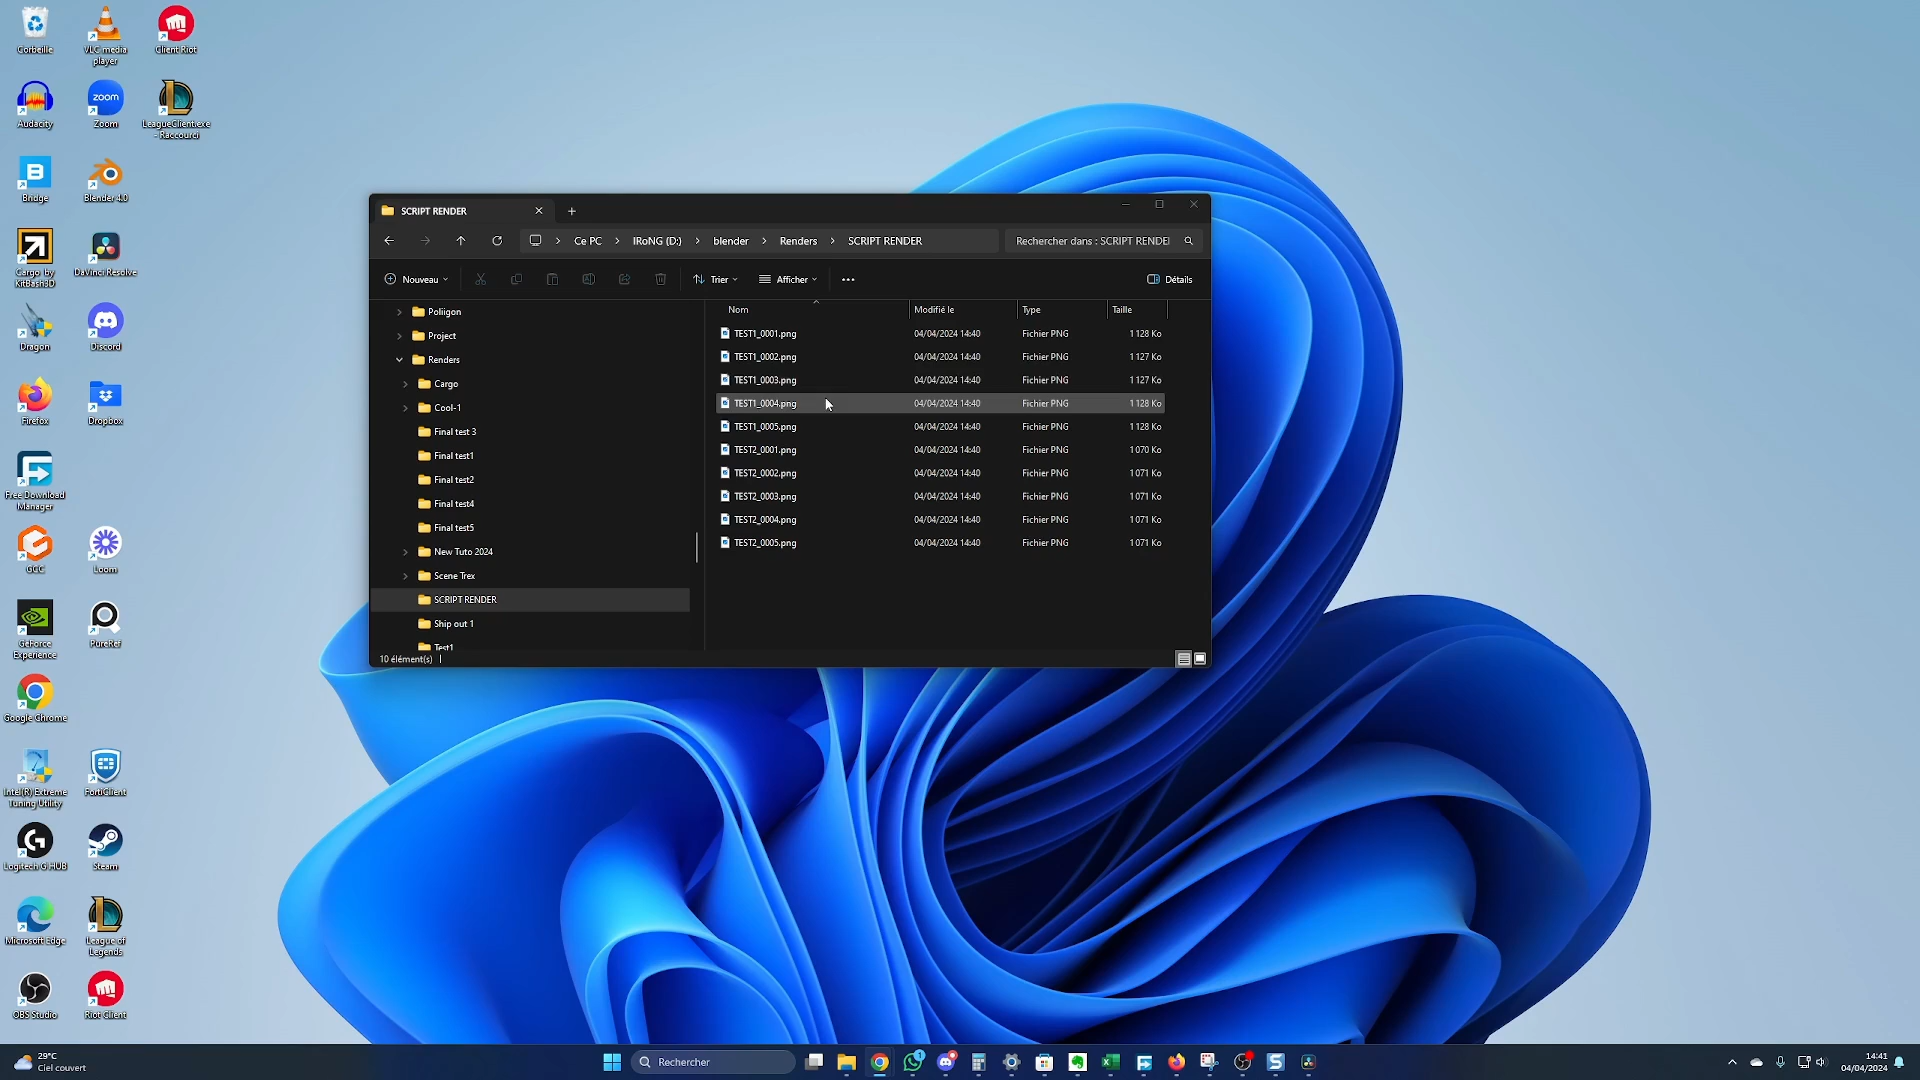 Corbeille
VLC media
player
Client Riot
Audacity
zoom
Zoom
LeagueClient.exe
- Raccourci
Bridge
Blender 4.0
Cargo by
KitBash3D
DaVinci Resolve
Dragon
Discord
Firefox
Dropbox
Free Download
Manager
GCC
Loom
GeForce
Experience
PureRef
Google Chrome
Intel(R) Extreme
Tuning Utility
FortiClient
Logitech G HUB
Steam
Microsoft Edge
League of
Legends
OBS Studio
Riot Client
SCRIPT RENDER
Ce PC
IRoNG (D:)
blender
Renders
SCRIPT RENDER
Rechercher dans : SCRIPT RENDER
Nouveau
Trier
Afficher
Détails
Poliigon
Project
Renders
Cargo
Cool-1
Final test 3
Final test1
Final test2
Final test4
Final test5
New Tuto 2024
Scene Trex
SCRIPT RENDER
Ship out 1
Test1
Nom Modifié le Type Taille
TEST1_0001.png 04/04/2024 14:40 Fichier PNG 1 128 Ko
TEST1_0002.png 04/04/2024 14:40 Fichier PNG 1 127 Ko
TEST1_0003.png 04/04/2024 14:40 Fichier PNG 1 127 Ko
TEST1_0004.png 04/04/2024 14:40 Fichier PNG 1 128 Ko
TEST1_0005.png 04/04/2024 14:40 Fichier PNG 1 128 Ko
TEST2_0001.png 04/04/2024 14:40 Fichier PNG 1 070 Ko
TEST2_0002.png 04/04/2024 14:40 Fichier PNG 1 071 Ko
TEST2_0003.png 04/04/2024 14:40 Fichier PNG 1 071 Ko
TEST2_0004.png 04/04/2024 14:40 Fichier PNG 1 071 Ko
TEST2_0005.png 04/04/2024 14:40 Fichier PNG 1 071 Ko
10 élément(s)
29°C
Ciel couvert
Rechercher
14:41
04/04/2024